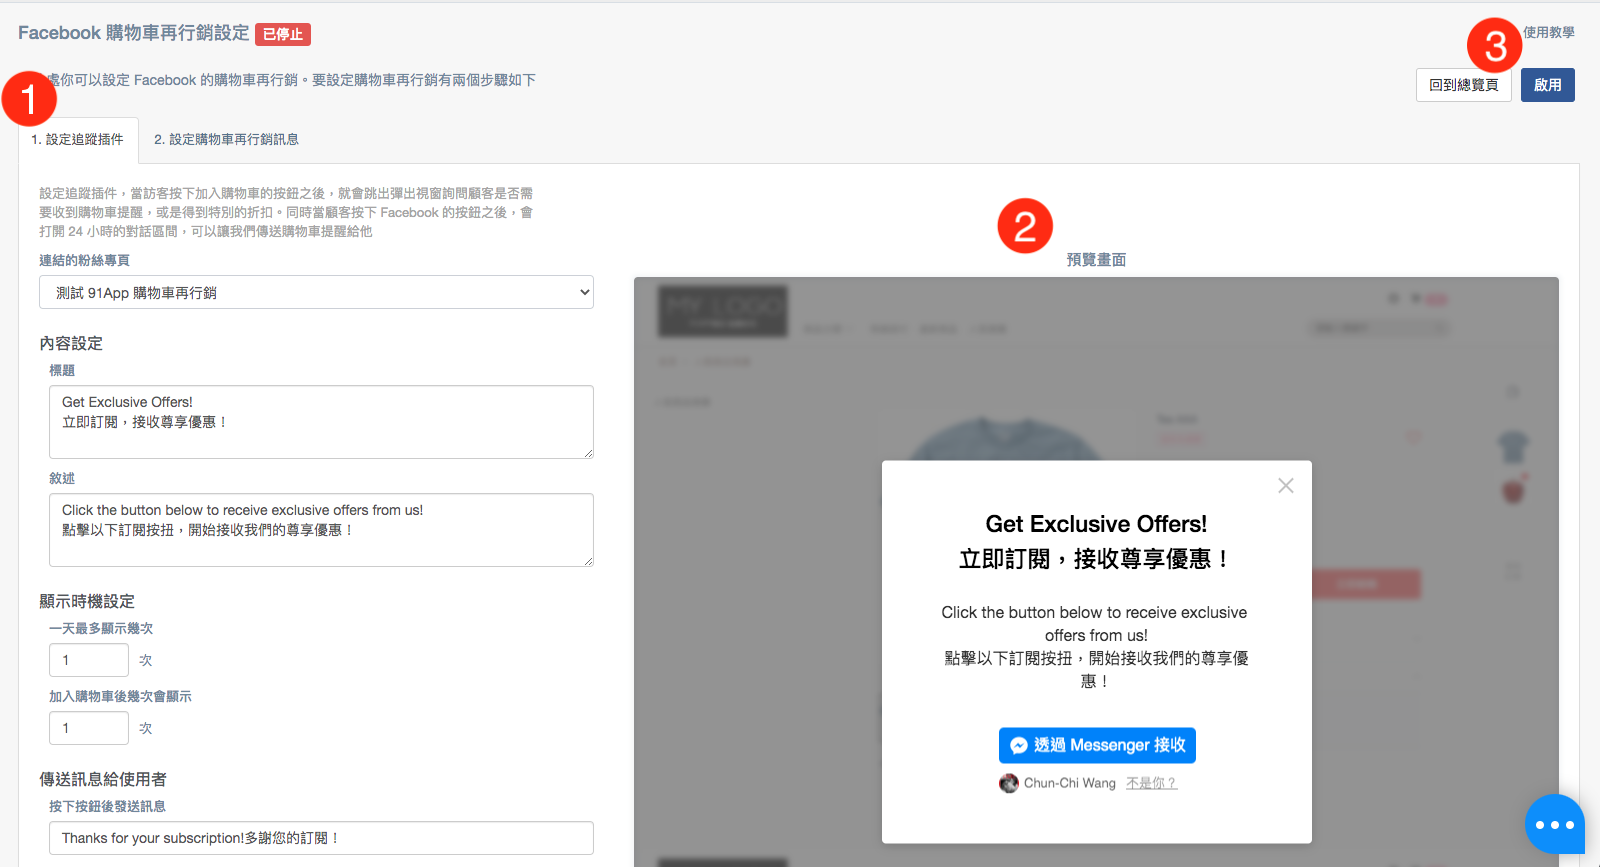 Facebook 購物車再行銷設定 已停止
3
使用教學
1
處你可以設定 Facebook 的購物車再行銷。要設定購物車再行銷有兩個步驟如下
回到總覽頁 啟用
1. 設定追蹤插件 2. 設定購物車再行銷訊息
設定追蹤插件，當訪客按下加入購物車的按鈕之後，就會跳出彈出視窗詢問顧客是否需
要收到購物車提醒，或是得到特別的折扣。同時當顧客按下 Facebook 的按鈕之後，會
打開 24 小時的對話區間，可以讓我們傳送購物車提醒給他
連結的粉絲專頁
測試 91App 購物車再行銷
內容設定
標題
Get Exclusive Offers!
立即訂閱，接收尊享優惠！
敘述
Click the button below to receive exclusive offers from us!
點擊以下訂閱按扭，開始接收我們的尊享優惠！
顯示時機設定
一天最多顯示幾次
1 次
加入購物車後幾次會顯示
1 次
傳送訊息給使用者
按下按鈕後發送訊息
Thanks for your subscription!多謝您的訂閱！
2
預覽畫面
MY LOGO
Get Exclusive Offers!
立即訂閱，接收尊享優惠！
Click the button below to receive exclusive
offers from us!
點擊以下訂閱按扭，開始接收我們的尊享優
惠！
透過 Messenger 接收
Chun-Chi Wang 不是你？